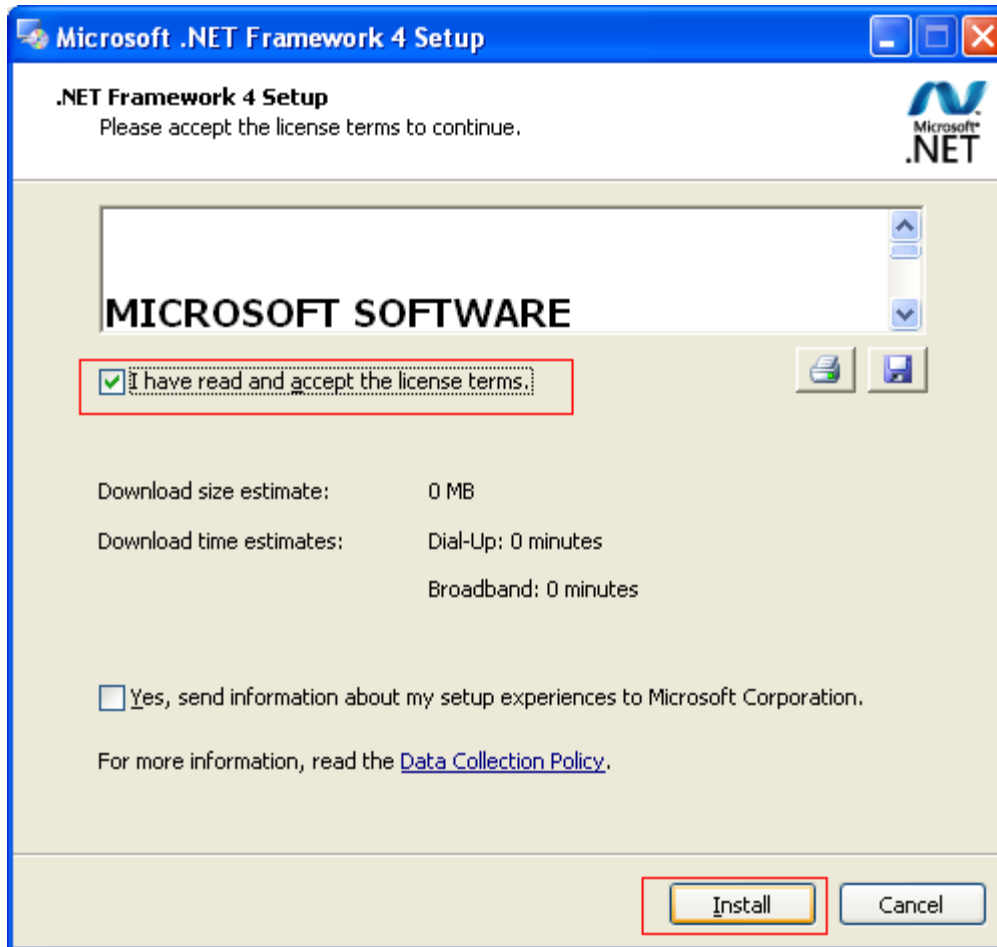 Microsoft .NET Framework 4 Setup
.NET Framework 4 Setup
Please accept the license terms to continue.
Microsoft
.NET
MICROSOFT SOFTWARE
I have read and accept the license terms.
Download size estimate: 0 MB
Download time estimates: Dial-Up: 0 minutes
Broadband: 0 minutes
Yes, send information about my setup experiences to Microsoft Corporation.
For more information, read the Data Collection Policy.
Install Cancel